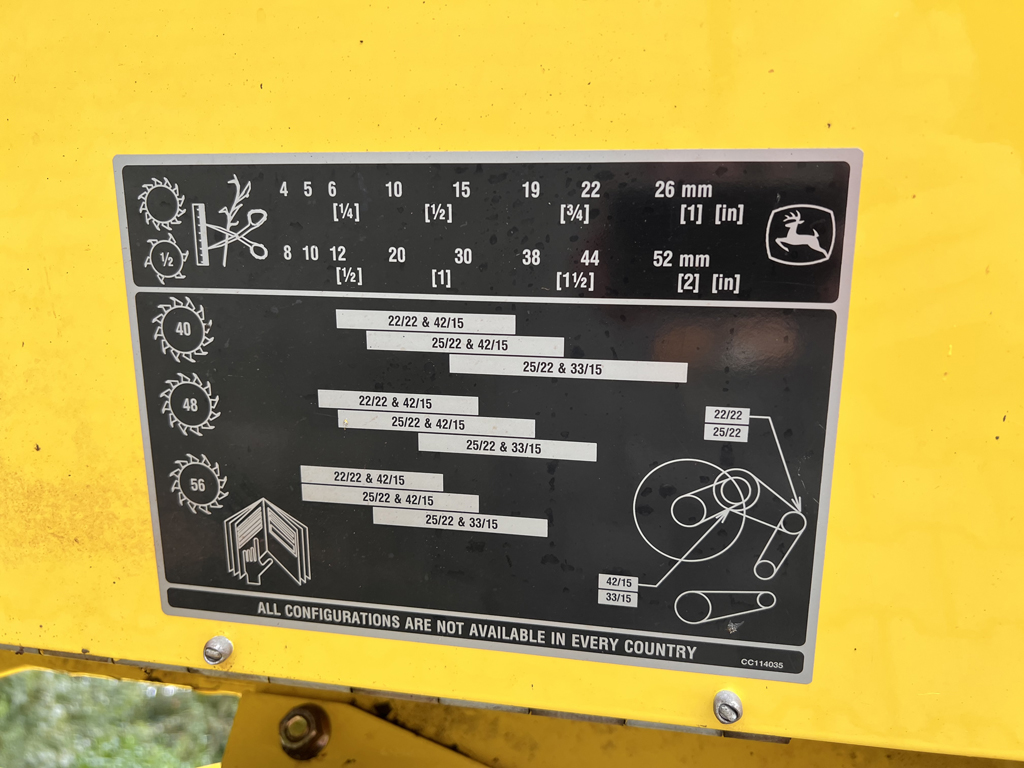 4 5 6 10 15 19 22 26 mm
[¼] [½] [¾] [1] [in]
½
8 10 12 20 30 38 44 52 mm
[½] [1] [1½] [2] [in]
40
22/22 & 42/15
25/22 & 42/15
25/22 & 33/15
48
22/22 & 42/15
25/22 & 42/15
25/22 & 33/15
22/22
25/22
56
22/22 & 42/15
25/22 & 42/15
25/22 & 33/15
42/15
33/15
ALL CONFIGURATIONS ARE NOT AVAILABLE IN EVERY COUNTRY
CC114035